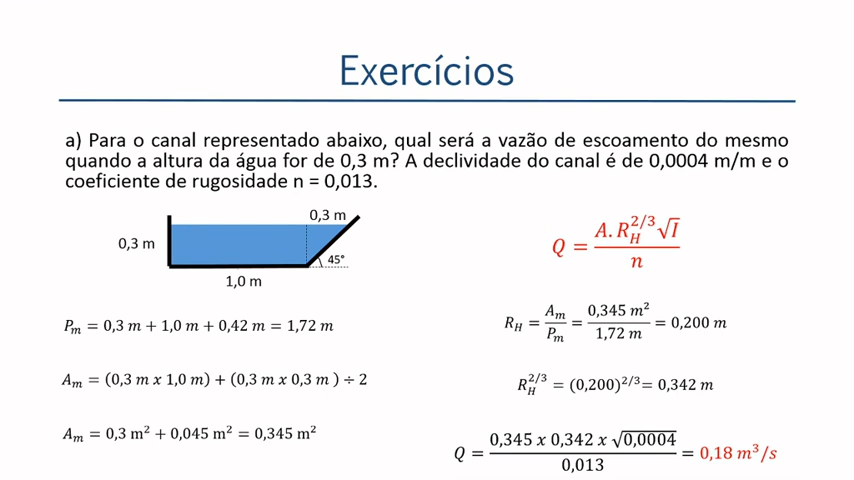 Exercícios
a) Para o canal representado abaixo, qual será a vazão de escoamento do mesmo
quando a altura da água for de 0,3 m? A declividade do canal é de 0,0004 m/m e o
coeficiente de rugosidade n = 0,013.
0,3 m
0,3 m
45°
1,0 m
P_m = 0,3 m + 1,0 m + 0,42 m = 1,72 m
A_m = (0,3 m x 1,0 m) + (0,3 m x 0,3 m ) ÷ 2
A_m = 0,3 m² + 0,045 m² = 0,345 m²
Q = A. R_H^{2/3} √I / n
R_H = A_m / P_m = 0,345 m² / 1,72 m = 0,200 m
R_H^{2/3} = (0,200)^{2/3} = 0,342 m
Q = 0,345 x 0,342 x √0,0004 / 0,013 = 0,18 m³/s